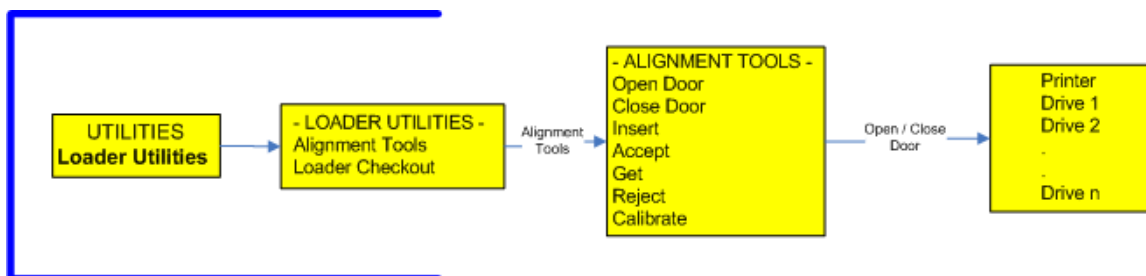 UTILITIES
Loader Utilities
- LOADER UTILITIES -
Alignment Tools
Loader Checkout
Alignment
Tools
- ALIGNMENT TOOLS -
Open Door
Close Door
Insert
Accept
Get
Reject
Calibrate
Open / Close
Door
Printer
Drive 1
Drive 2
.
.
Drive n